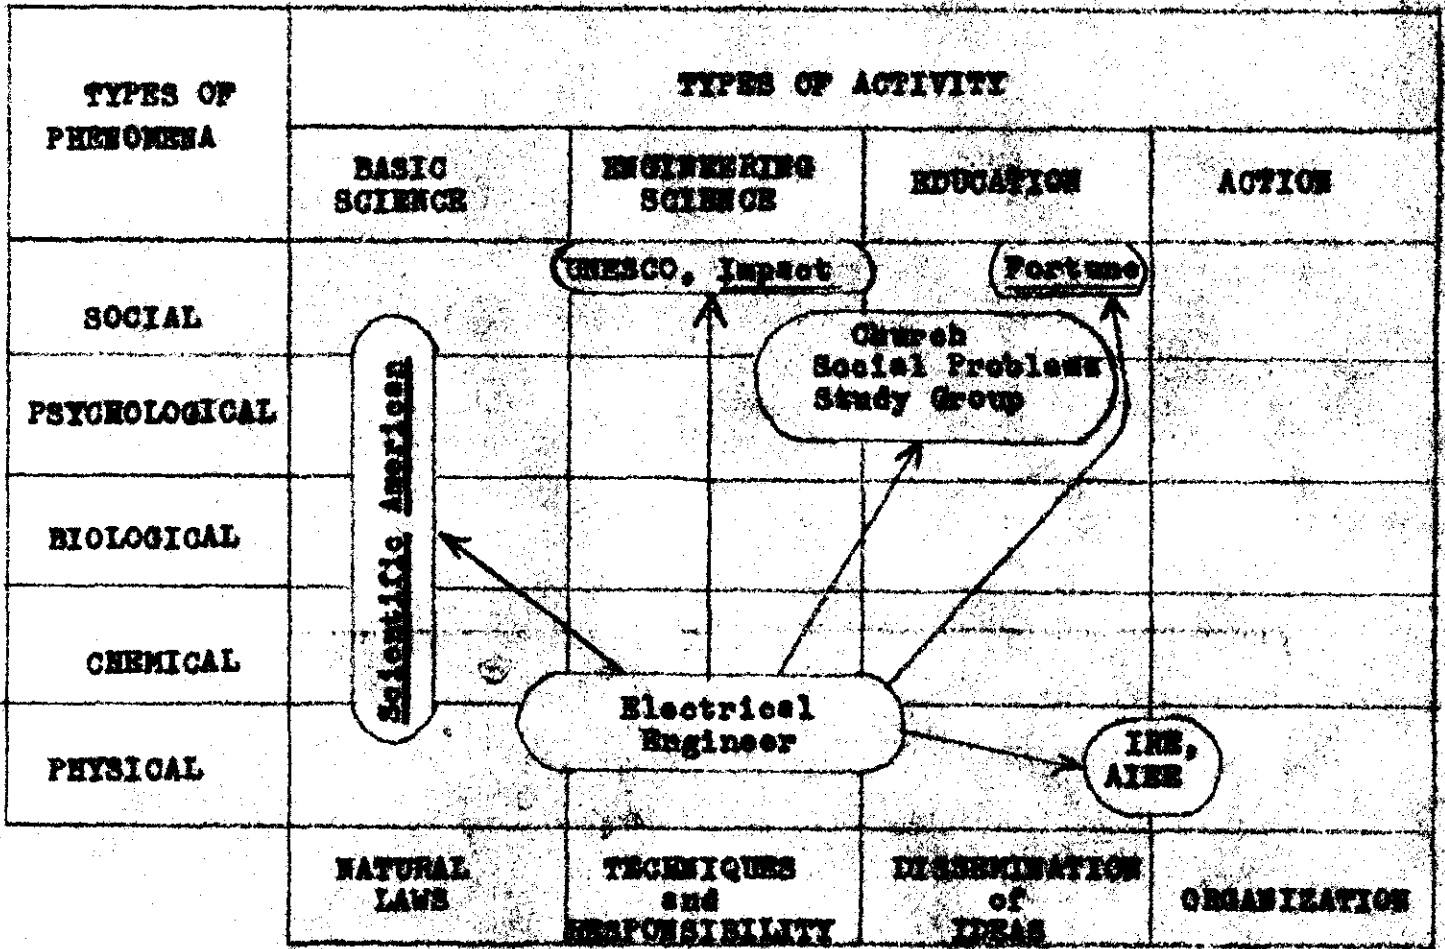 TYPES OF
PHENOMENA
TYPES OF ACTIVITY
BASIC
SCIENCE
ENGINEERING
SCIENCE
EDUCATION
ACTION
SOCIAL
PSYCHOLOGICAL
BIOLOGICAL
CHEMICAL
PHYSICAL
UNESCO, Impact
Fortune
Church
Social Problems
Study Group
Scientific American
Electrical
Engineer
IRE,
AIEE
NATURAL
LAWS
TECHNIQUES
and
RESPONSIBILITY
DISSEMINATION
of
IDEAS
ORGANIZATION